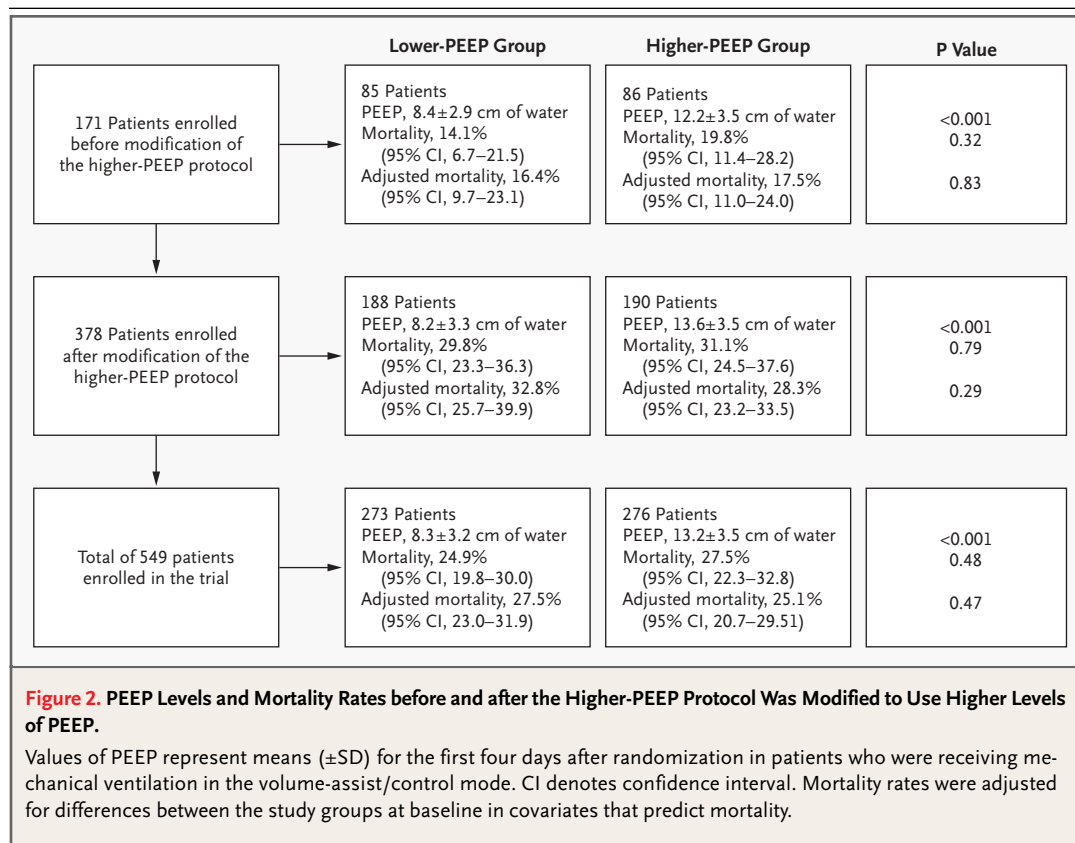 Lower-PEEP Group
Higher-PEEP Group
P Value
171 Patients enrolled
before modification of
the higher-PEEP protocol
85 Patients
PEEP, 8.4±2.9 cm of water
Mortality, 14.1%
(95% CI, 6.7–21.5)
Adjusted mortality, 16.4%
(95% CI, 9.7–23.1)
86 Patients
PEEP, 12.2±3.5 cm of water
Mortality, 19.8%
(95% CI, 11.4–28.2)
Adjusted mortality, 17.5%
(95% CI, 11.0–24.0)
<0.001
0.32
0.83
378 Patients enrolled
after modification of the
higher-PEEP protocol
188 Patients
PEEP, 8.2±3.3 cm of water
Mortality, 29.8%
(95% CI, 23.3–36.3)
Adjusted mortality, 32.8%
(95% CI, 25.7–39.9)
190 Patients
PEEP, 13.6±3.5 cm of water
Mortality, 31.1%
(95% CI, 24.5–37.6)
Adjusted mortality, 28.3%
(95% CI, 23.2–33.5)
<0.001
0.79
0.29
Total of 549 patients
enrolled in the trial
273 Patients
PEEP, 8.3±3.2 cm of water
Mortality, 24.9%
(95% CI, 19.8–30.0)
Adjusted mortality, 27.5%
(95% CI, 23.0–31.9)
276 Patients
PEEP, 13.2±3.5 cm of water
Mortality, 27.5%
(95% CI, 22.3–32.8)
Adjusted mortality, 25.1%
(95% CI, 20.7–29.51)
<0.001
0.48
0.47
Figure 2. PEEP Levels and Mortality Rates before and after the Higher-PEEP Protocol Was Modified to Use Higher Levels
of PEEP.
Values of PEEP represent means (±SD) for the first four days after randomization in patients who were receiving me-
chanical ventilation in the volume-assist/control mode. CI denotes confidence interval. Mortality rates were adjusted
for differences between the study groups at baseline in covariates that predict mortality.